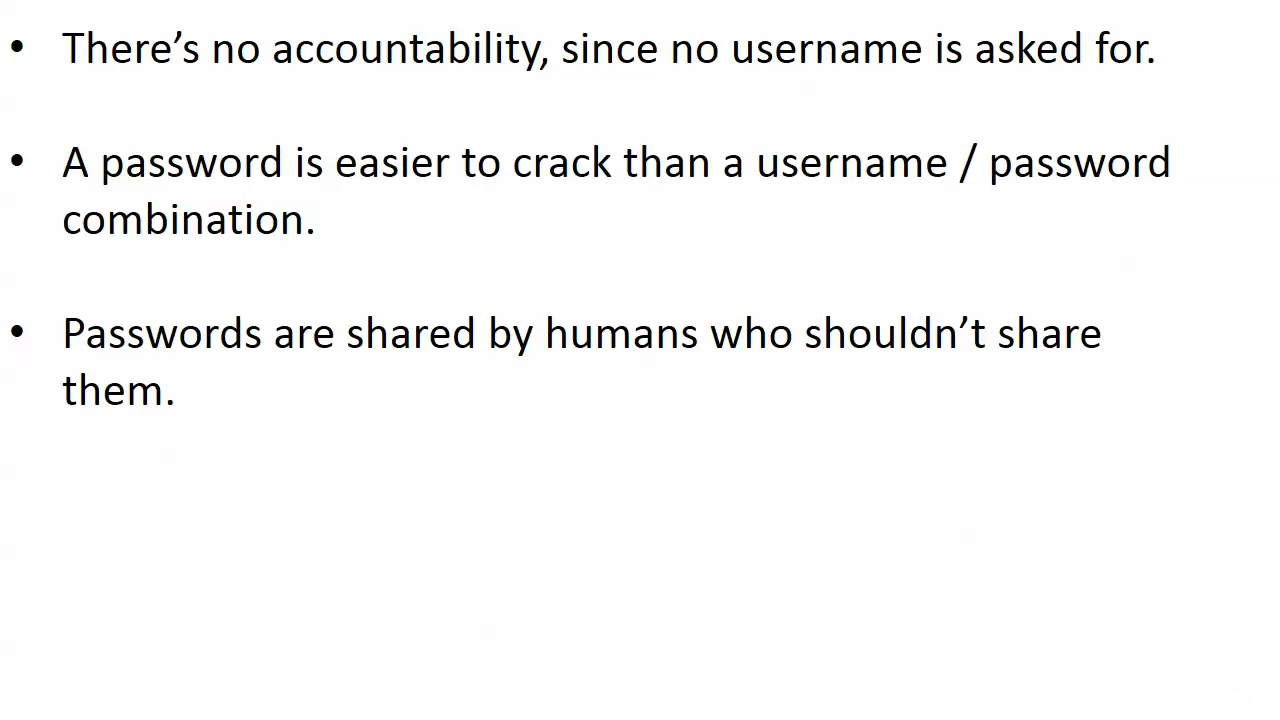 • There’s no accountability, since no username is asked for.
• A password is easier to crack than a username / password
combination.
• Passwords are shared by humans who shouldn’t share
them.